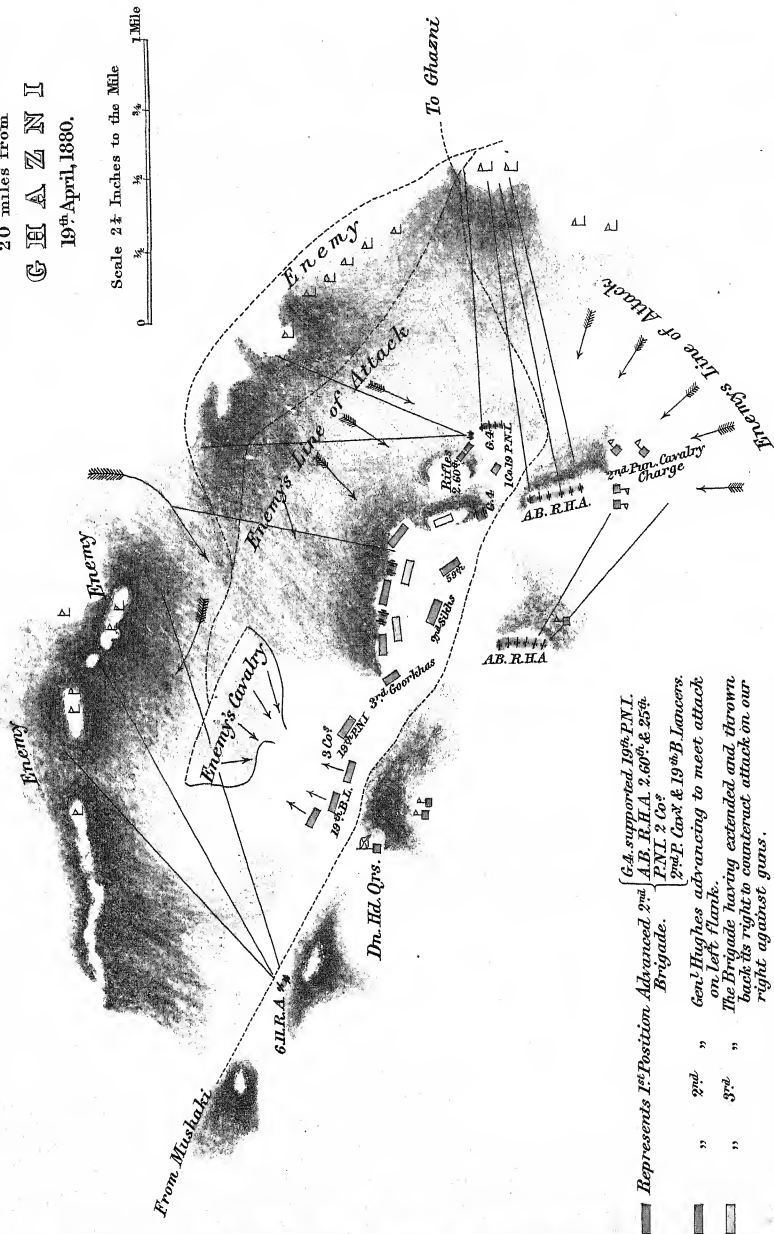 20 miles from
GHAZNI
19th April, 1880.
Scale 2¼ Inches to the Mile
0 ¼ ½ ¾ 1 Mile
To Ghazni
Enemy
Enemy's Line of Attack
Enemys Line of Attack
Enemy
Enemy
Enemy's Cavalry
Rifles
2.60th
6.4
1 Co. 19 P.N.I.
G.4.
A.B. R.H.A.
2nd Pun. Cavalry
Charge
59th
2nd Sikhs
A.B. R.H.A
3rd Goorkhas
3 Cos
19th P.N.I.
19th B.L.
Dn. Hd. Qrs.
6.11.R.A
From Mushaki
Represents 1st Position Advanced 2nd Brigade. { G.4. supported 19th P.N.I.
A.B. R.H.A. 2.60th & 25th
P.N.I. 2 Cos
2nd P. Cavy & 19th B. Lancers.
„ 2nd „ Genl Hughes advancing to meet attack
on left flank.
„ 3rd „ The Brigade having extended and thrown
back its right to counteract attack on our
right against guns.